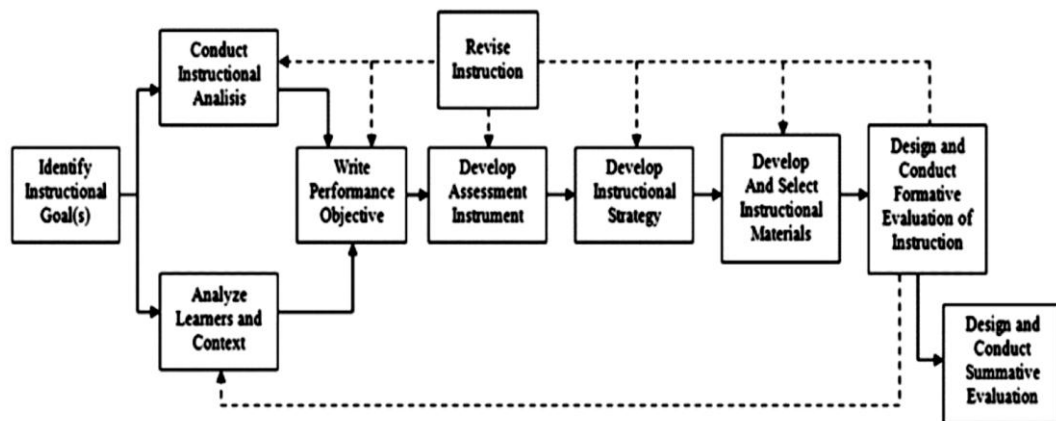 Conduct
Instructional
Analisis
Revise
Instruction
Identify
Instructional
Goal(s)
Write
Performance
Objective
Develop
Assessment
Instrument
Develop
Instructional
Strategy
Develop
And Select
Instructional
Materials
Design and
Conduct
Formative
Evaluation of
Instruction
Analyze
Learners and
Context
Design and
Conduct
Summative
Evaluation